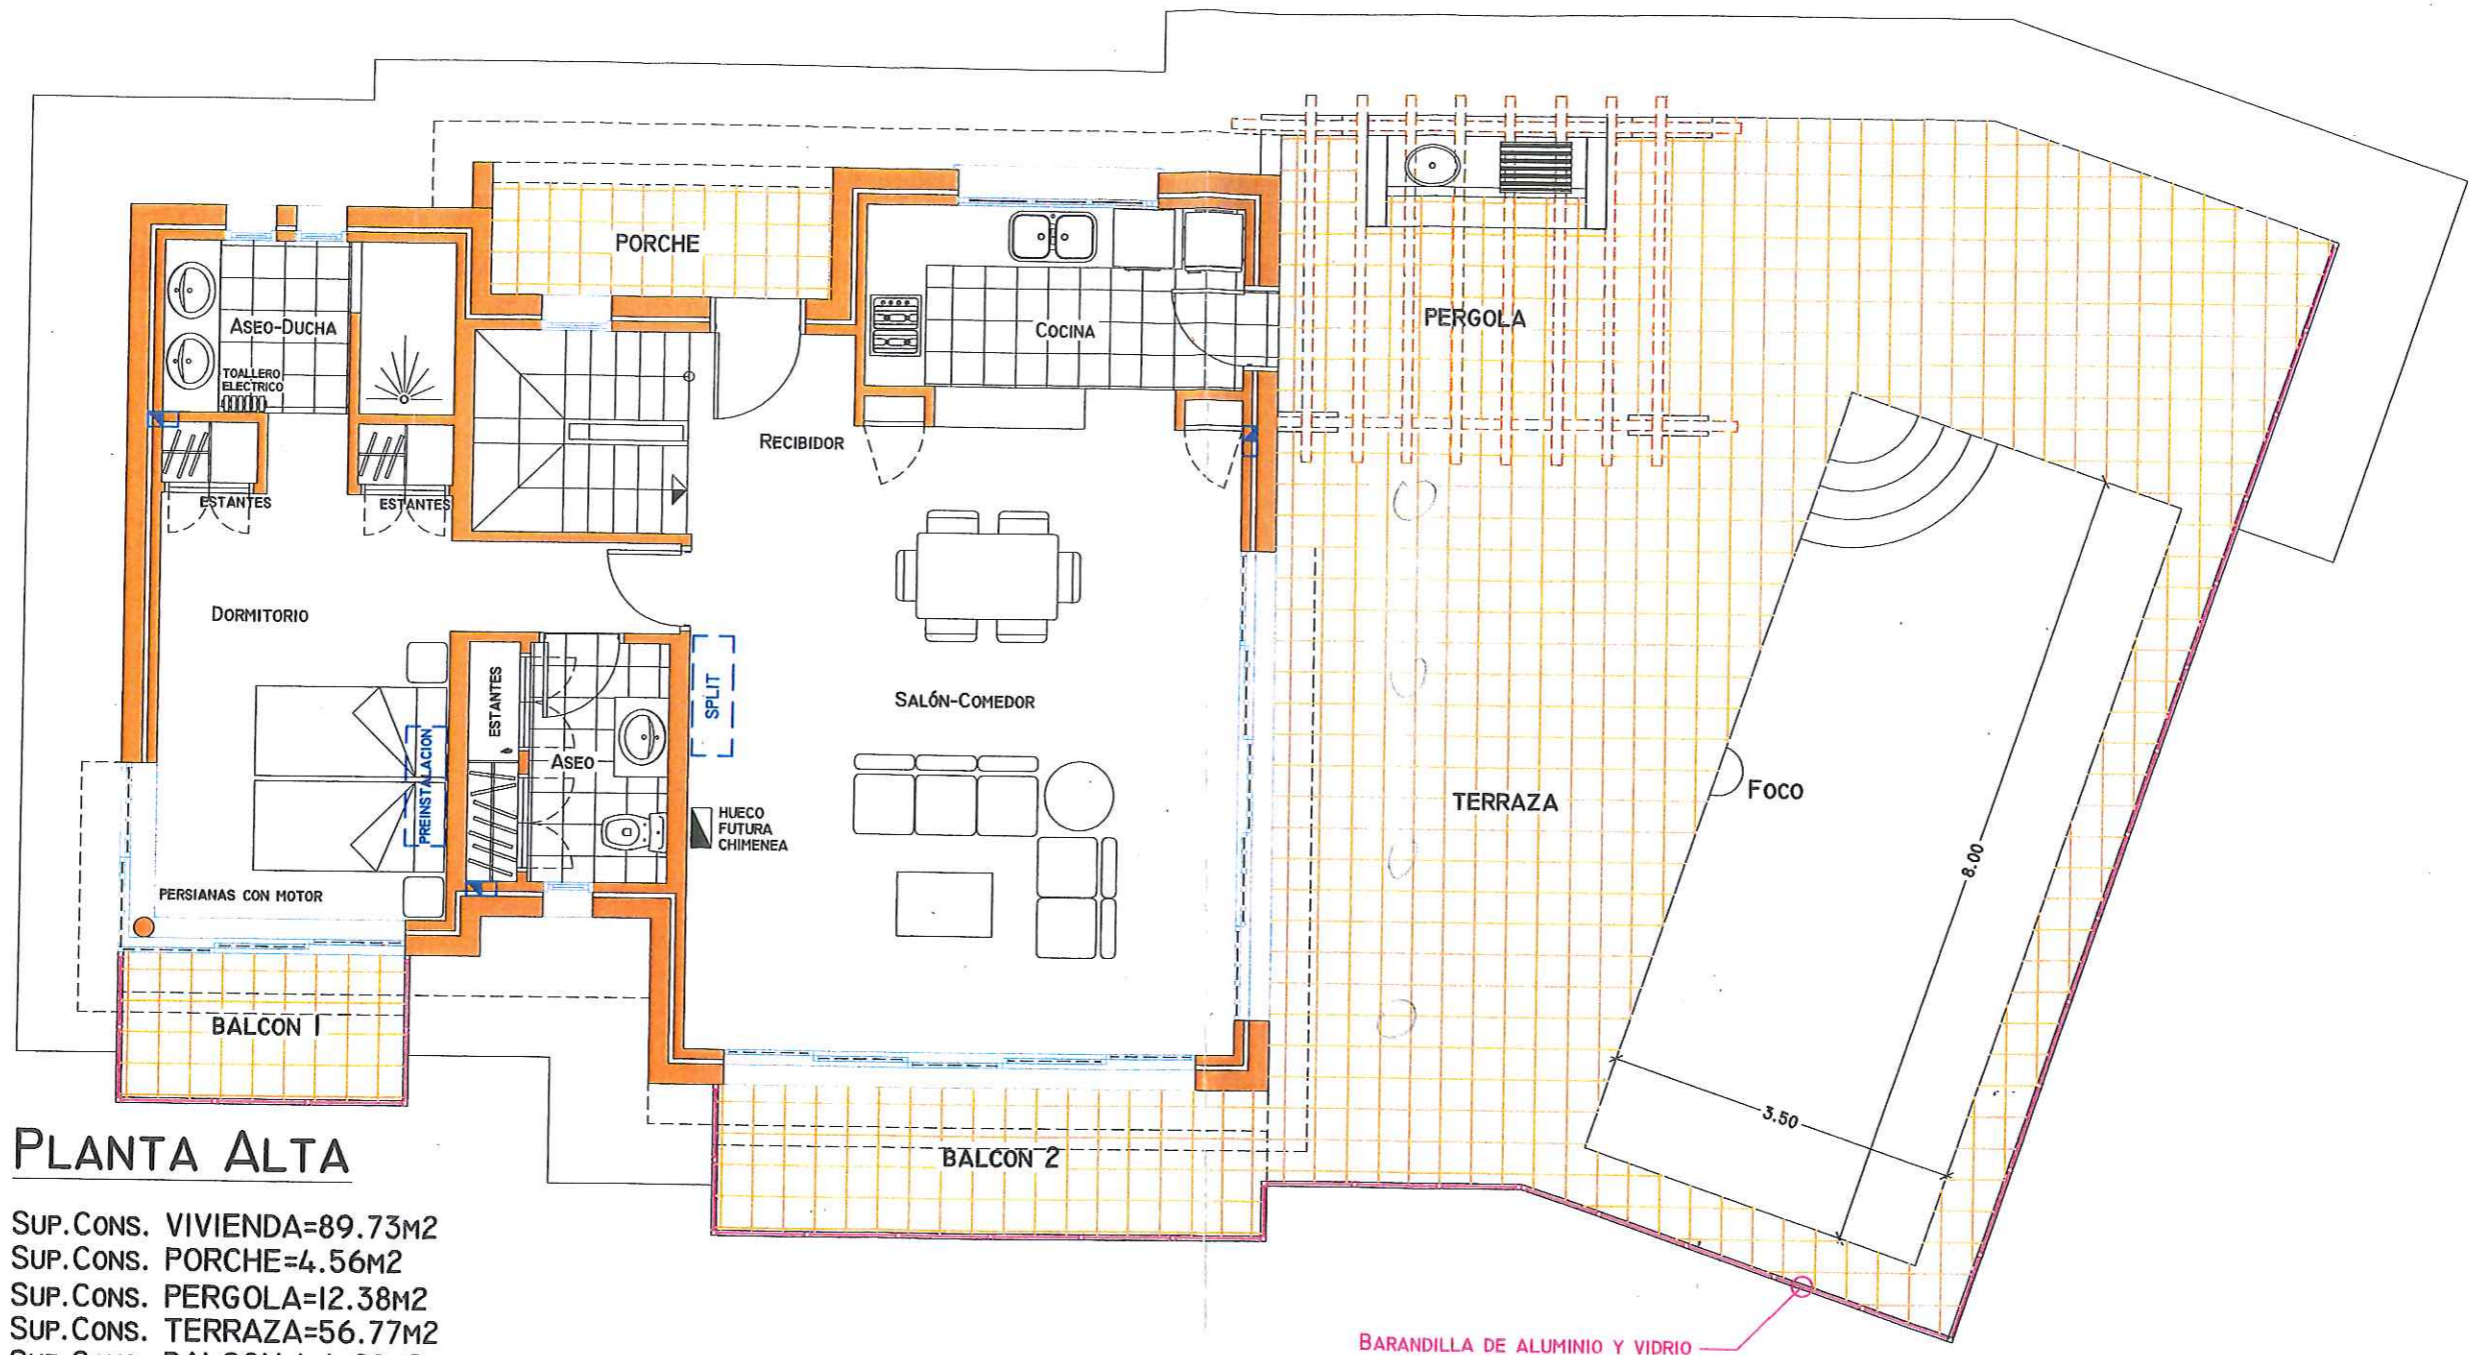 PORCHE
ASEO-DUCHA
TOALLERO
ELECTRICO
COCINA
PERGOLA
RECIBIDOR
ESTANTES
ESTANTES
DORMITORIO
ESTANTES
SPLIT
SALÓN-COMEDOR
PREINSTALACION
ASEO
HUECO
FUTURA
CHIMENEA
TERRAZA
FOCO
8.00
PERSIANAS CON MOTOR
BALCON 1
3.50
BALCON 2
PLANTA ALTA
SUP.CONS. VIVIENDA=89.73M2
SUP.CONS. PORCHE=4.56M2
SUP.CONS. PERGOLA=12.38M2
SUP.CONS. TERRAZA=56.77M2
BARANDILLA DE ALUMINIO Y VIDRIO